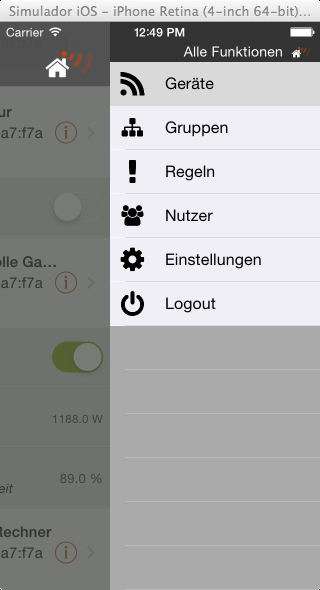 Simulador iOS - iPhone Retina (4-inch 64-bit)...
Carrier 12:49 PM
Alle Funktionen
Geräte
Gruppen
Regeln
Nutzer
Einstellungen
Logout
ur
a7:f7a
olle Ga...
a7:f7a
1188.0 W
89.0 %
eit
Rechner
a7:f7a